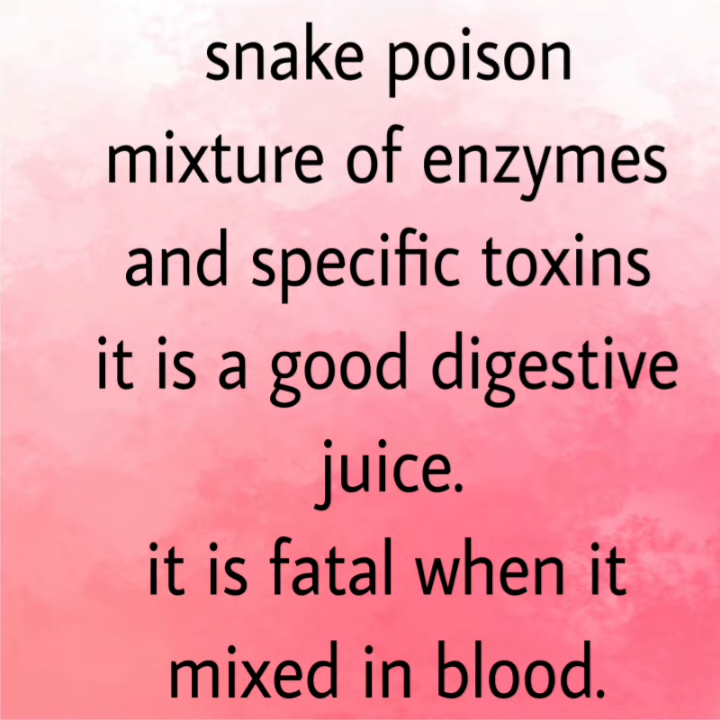 snake poison
mixture of enzymes
and specific toxins
it is a good digestive
juice.
it is fatal when it
mixed in blood.